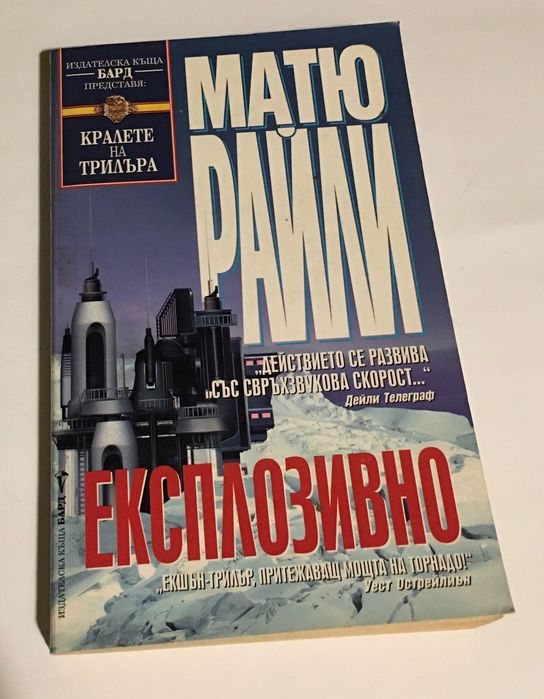 ИЗДАТЕЛСКА КЪЩА
БАРД
ПРЕДСТАВЯ:
КРАЛЕТЕ
НА
ТРИЛЪРА
МАТЮ
РАЙЛИ
„ДЕЙСТВИЕТО СЕ РАЗВИВА
„СЪС СВРЪХЗВУКОВА СКОРОСТ...“
Дейли Телеграф
ЕКСПЛОЗИВНО
„ЕКШЪН-ТРИЛЪР, ПРИТЕЖАВАЩ МОЩТА НА ТОРНАДО!“
Уест Острейлиън
ИЗДАТЕЛСКА КЪЩА БАРД